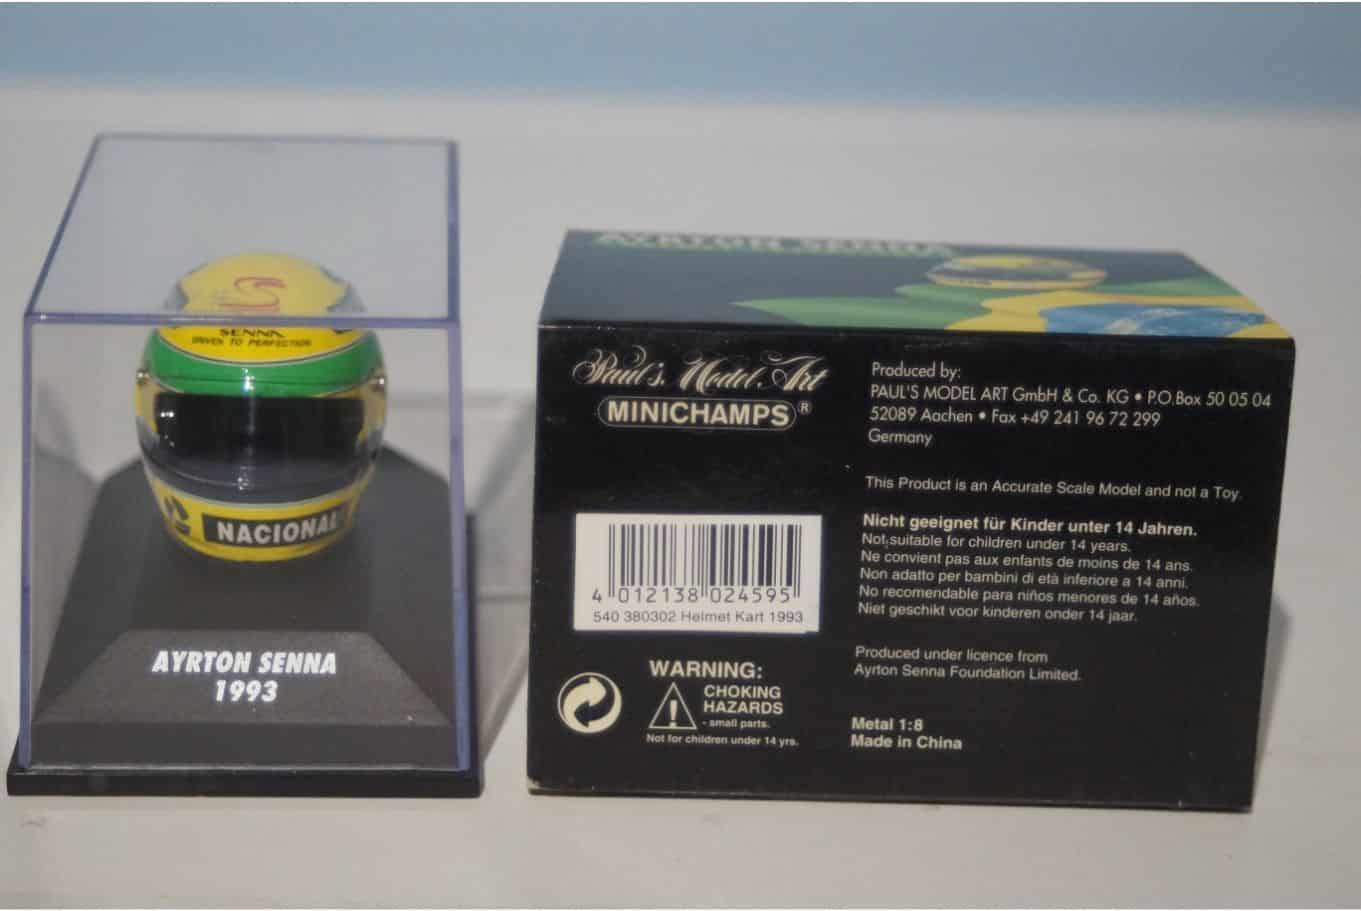 SENNA
DRIVEN TO PERFECTION
NACIONAL
AYRTON SENNA
1993
AYRTON SENNA
Paul's Model Art
MINICHAMPS®
4 012138 024595
540 380302 Helmet Kart 1993
WARNING:
CHOKING
HAZARDS
- small parts.
Not for children under 14 yrs.
Produced by:
PAUL'S MODEL ART GmbH & Co. KG • P.O.Box 50 05 04
52089 Aachen • Fax +49 241 96 72 299
Germany
This Product is an Accurate Scale Model and not a Toy.
Nicht geeignet für Kinder unter 14 Jahren.
Not suitable for children under 14 years.
Ne convient pas aux enfants de moins de 14 ans.
Non adatto per bambini di età inferiore a 14 anni.
No recomendable para niños menores de 14 años.
Niet geschikt voor kinderen onder 14 jaar.
Produced under licence from
Ayrton Senna Foundation Limited.
Metal 1:8
Made in China